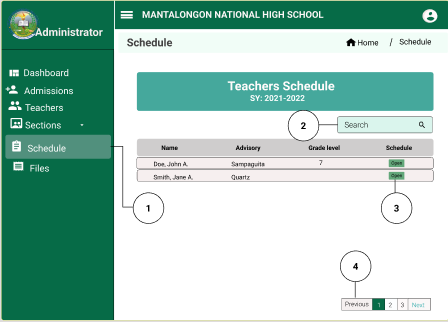 Administrator
MANTALONGON NATIONAL HIGH SCHOOL
Schedule
Home / Schedule
Dashboard
Admissions
Teachers
Sections
Schedule
Files
Teachers Schedule
SY: 2021-2022
2
Search
Name Advisory Grade level Schedule
Doe, John A. Sampaguita 7 Open
Smith, Jane A. Quartz Open
1
3
4
Previous 1 2 3 Next